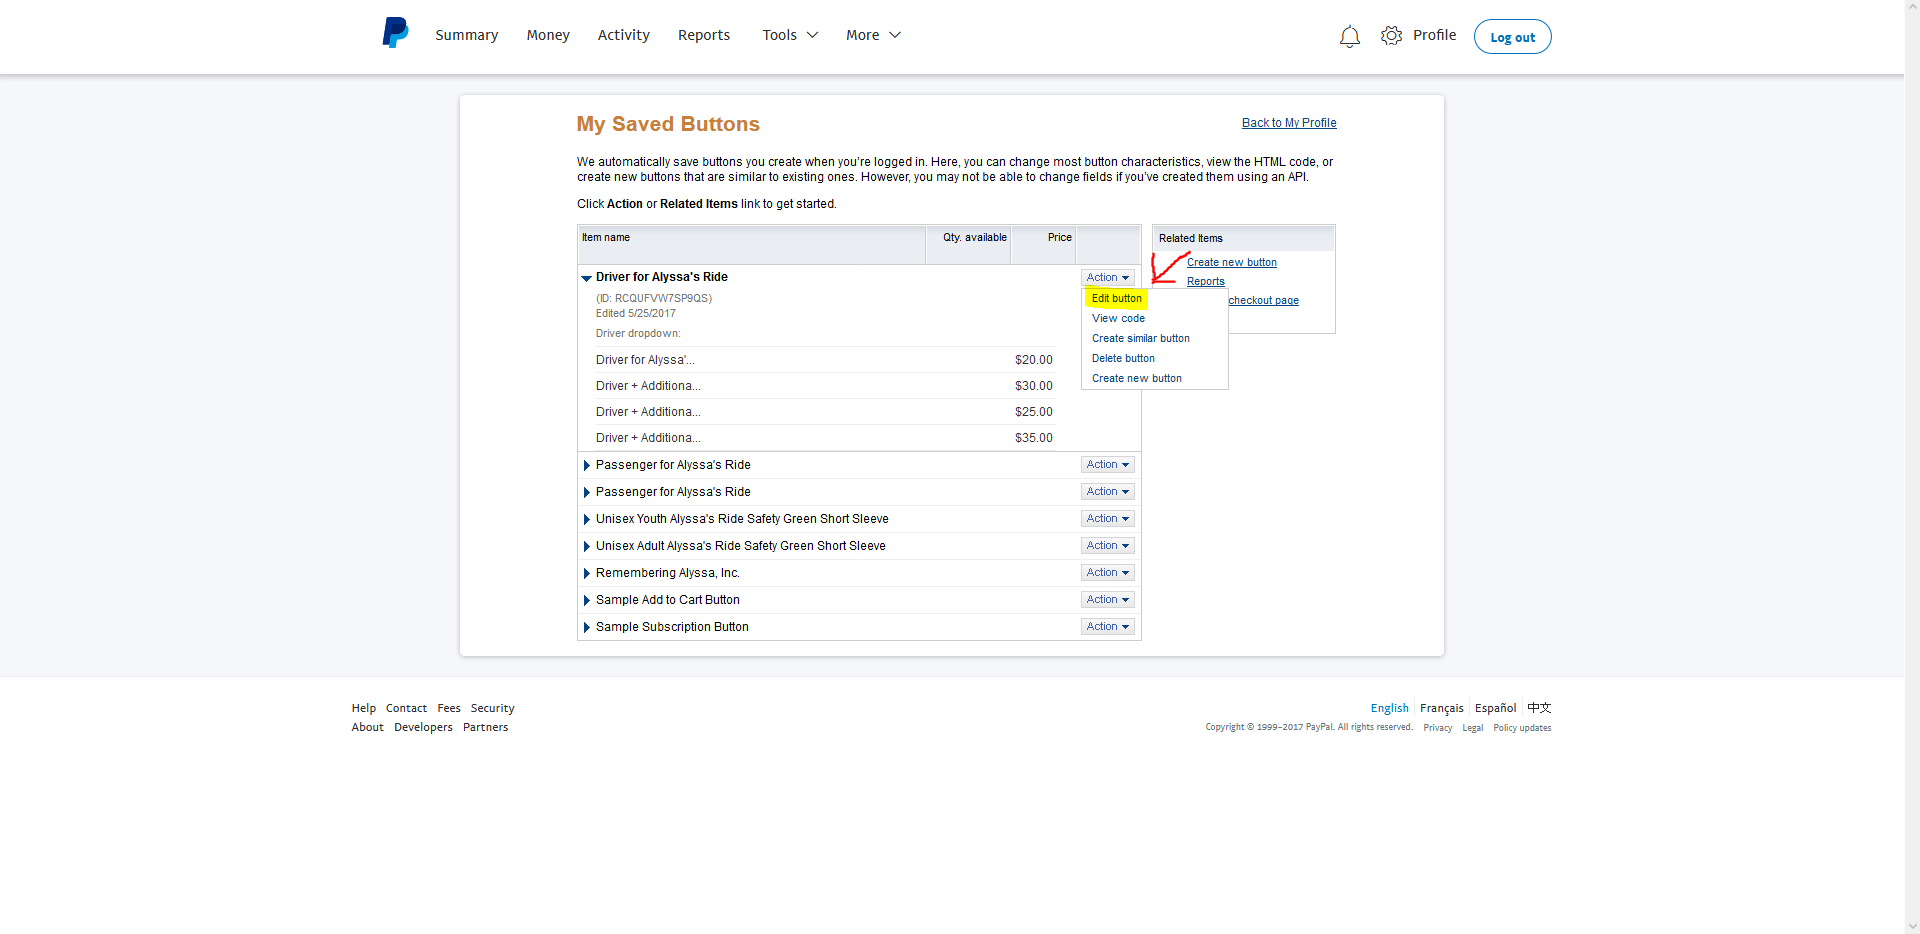 Summary Money Activity Reports Tools More Profile Log out
My Saved Buttons Back to My Profile
We automatically save buttons you create when you're logged in. Here, you can change most button characteristics, view the HTML code, or
create new buttons that are similar to existing ones. However, you may not be able to change fields if you've created them using an API.
Click Action or Related Items link to get started.
Item name Qty. available Price
Driver for Alyssa's Ride Action
(ID: RCQUFVW7SP9QS)
Edited 5/25/2017
Driver dropdown:
Driver for Alyssa'... $20.00
Driver + Additiona... $30.00
Driver + Additiona... $25.00
Driver + Additiona... $35.00
Edit button
View code
Create similar button
Delete button
Create new button
Related Items
Create new button
Reports
checkout page
Passenger for Alyssa's Ride Action
Passenger for Alyssa's Ride Action
Unisex Youth Alyssa's Ride Safety Green Short Sleeve Action
Unisex Adult Alyssa's Ride Safety Green Short Sleeve Action
Remembering Alyssa, Inc. Action
Sample Add to Cart Button Action
Sample Subscription Button Action
Help Contact Fees Security
About Developers Partners
English Français Español 中文
Copyright © 1999-2017 PayPal. All rights reserved. Privacy Legal Policy updates